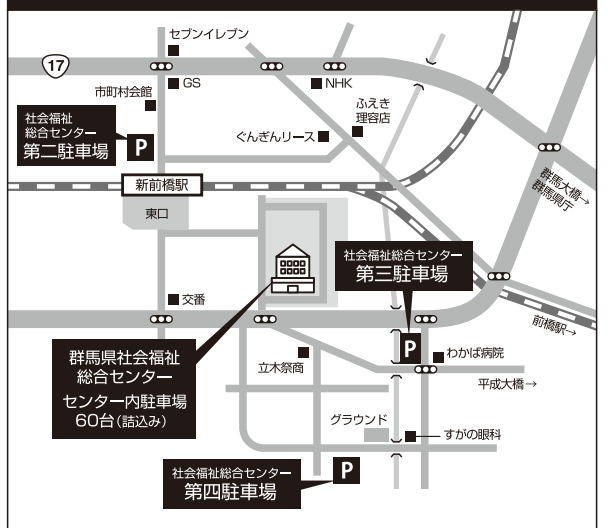 セブンイレブン
17
GS
NHK
市町村会館
ふえき
理容店
社会福祉
総合センター
第二駐車場
P
ぐんぎんリース
群馬大橋→
群馬県庁
新前橋駅
東口
社会福祉総合センター
第三駐車場
交番
前橋駅→
P
わかば病院
群馬県社会福祉
総合センター
センター内駐車場
60台(詰込み)
立木祭商
平成大橋→
グラウンド
すがの眼科
社会福祉総合センター
第四駐車場
P